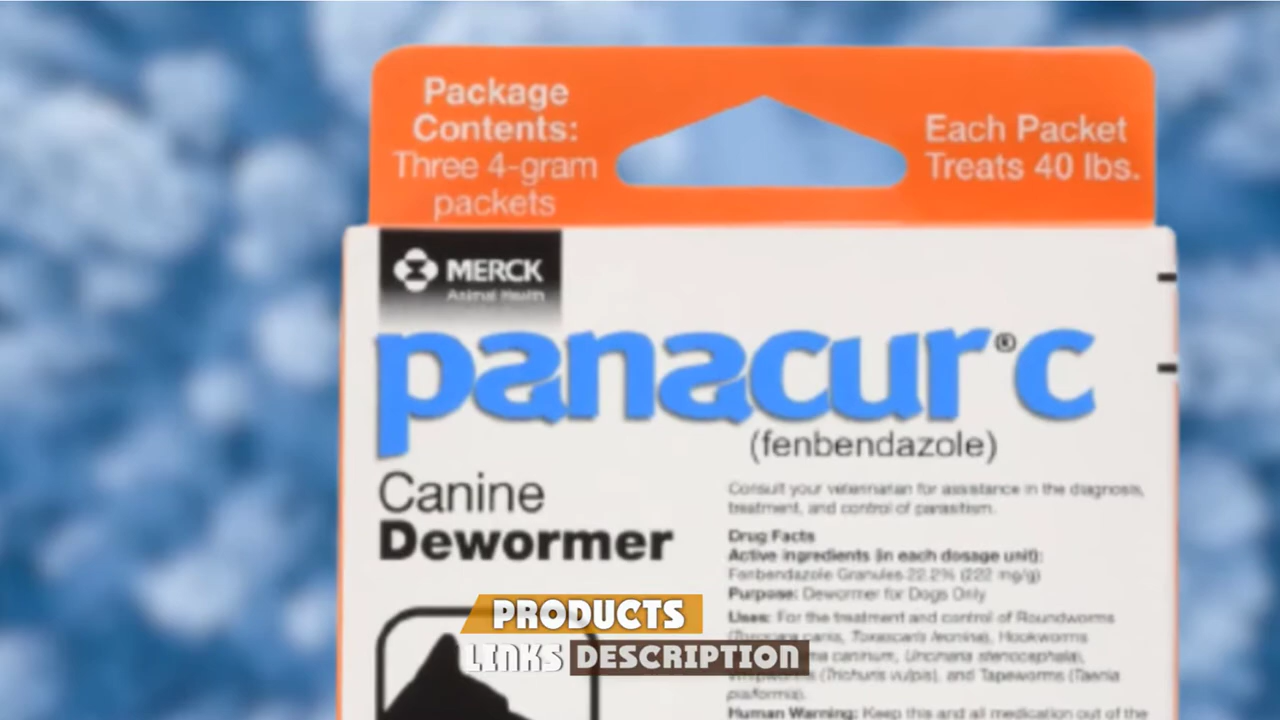 Package
Contents:
Three 4-gram
packets
Each Packet
Treats 40 lbs.
MERCK
Animal Health
panacur® c
(fenbendazole)
Canine
Dewormer
Consult your veterinarian for assistance in the diagnosis,
treatment, and control of parasitism.
Drug Facts
Active ingredients (in each dosage unit):
Fenbendazole Granules 22.2% (222 mg/g)
Purpose: Dewormer for Dogs Only
Uses: For the treatment and control of Roundworms
(Toxocara canis, Toxascaris leonina), Hookworms
caninum, Uncinaria stenocephala),
(Trichuris vulpis), and Tapeworms (Taenia
pisiformis).
Human Warning: Keep this and all medication out of the
PRODUCTS
LINKS DESCRIPTION